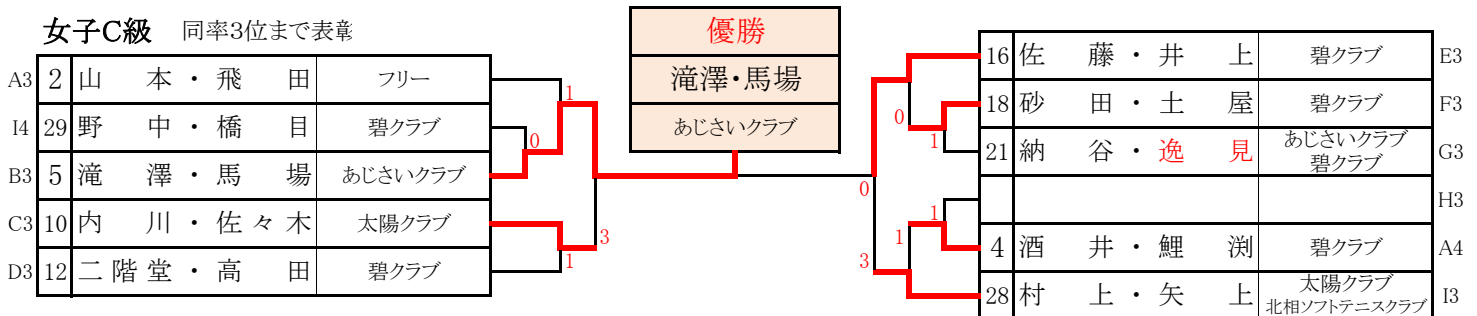 女子C級 同率3位まで表彰
優勝
滝澤・馬場
あじさいクラブ
A3 2 山本・飛田 フリー
I4 29 野中・橋目 碧クラブ
B3 5 滝澤・馬場 あじさいクラブ
C3 10 内川・佐々木 太陽クラブ
D3 12 二階堂・高田 碧クラブ
1
0
3
1
16 佐藤・井上 碧クラブ E3
18 砂田・土屋 碧クラブ F3
21 納谷・逸見 あじさいクラブ G3
碧クラブ
H3
4 酒井・鯉渕 碧クラブ A4
28 村上・矢上 太陽クラブ I3
北相ソフトテニスクラブ
0
1
0
1
1
3